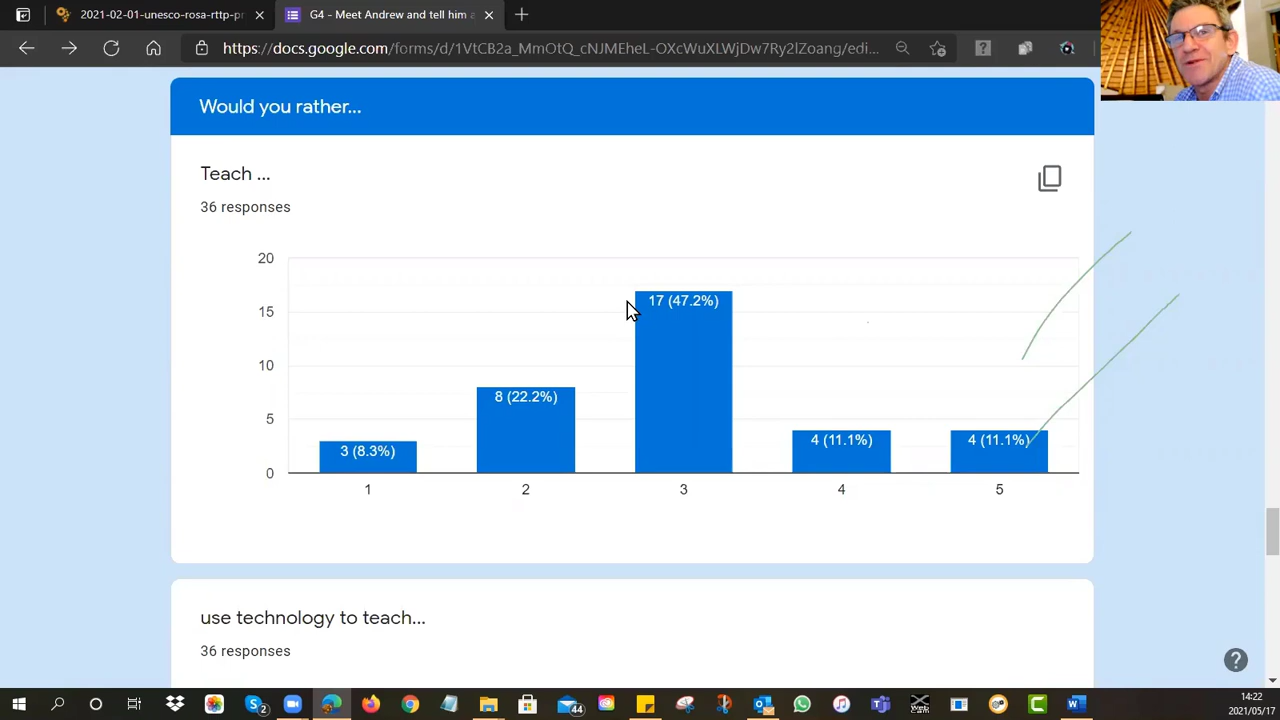 2021-02-01-unesco-rosa-rttp-pr
G4 - Meet Andrew and tell him a
https://docs.google.com/forms/d/1VtCB2a_MmOtQ_cNJMEheL-OXcWuXLWjDw7Ry2lZoang/edi...
Would you rather...
Teach ...
36 responses
20
15
10
5
0
3 (8.3%)
8 (22.2%)
17 (47.2%)
4 (11.1%)
4 (11.1%)
1 2 3 4 5
use technology to teach...
36 responses
2
44
14:22
2021/05/17